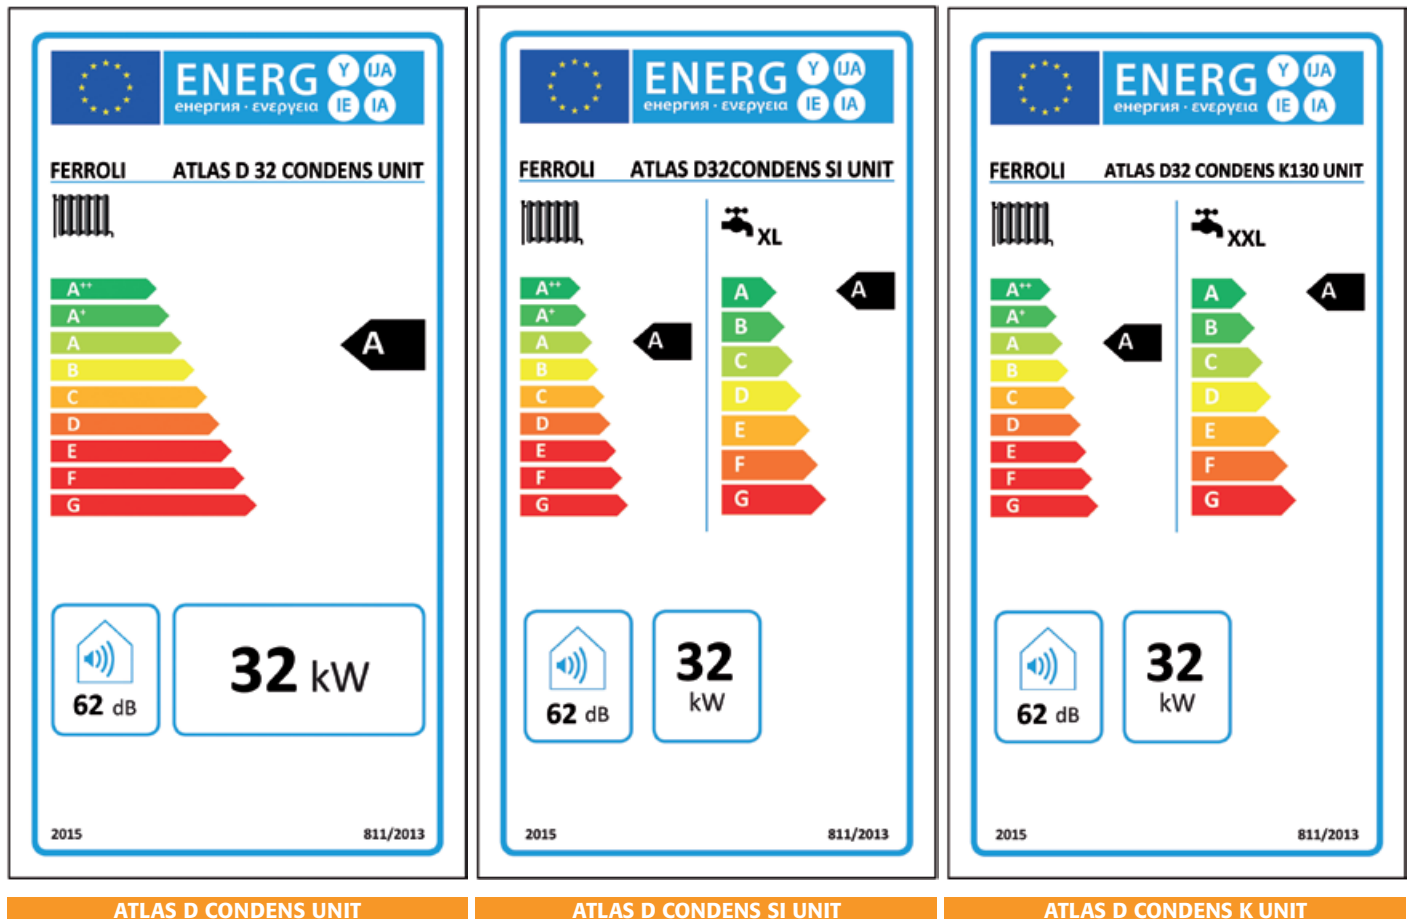 ENERG Y IJA
енергия · ενεργεια IE IA
FERROLI ATLAS D 32 CONDENS UNIT
A++
A+
A
B
C
D
E
F
G
A
62 dB
32 kW
2015 811/2013
ATLAS D CONDENS UNIT
ENERG Y IJA
енергия · ενεργεια IE IA
FERROLI ATLAS D32CONDENS SI UNIT
XL
A++
A+
A
B
C
D
E
F
G
A
A
B
C
D
E
F
G
A
62 dB
32
kW
2015 811/2013
ATLAS D CONDENS SI UNIT
ENERG Y IJA
енергия · ενεργεια IE IA
FERROLI ATLAS D32 CONDENS K130 UNIT
XXL
A++
A+
A
B
C
D
E
F
G
A
A
B
C
D
E
F
G
A
62 dB
32
kW
2015 811/2013
ATLAS D CONDENS K UNIT